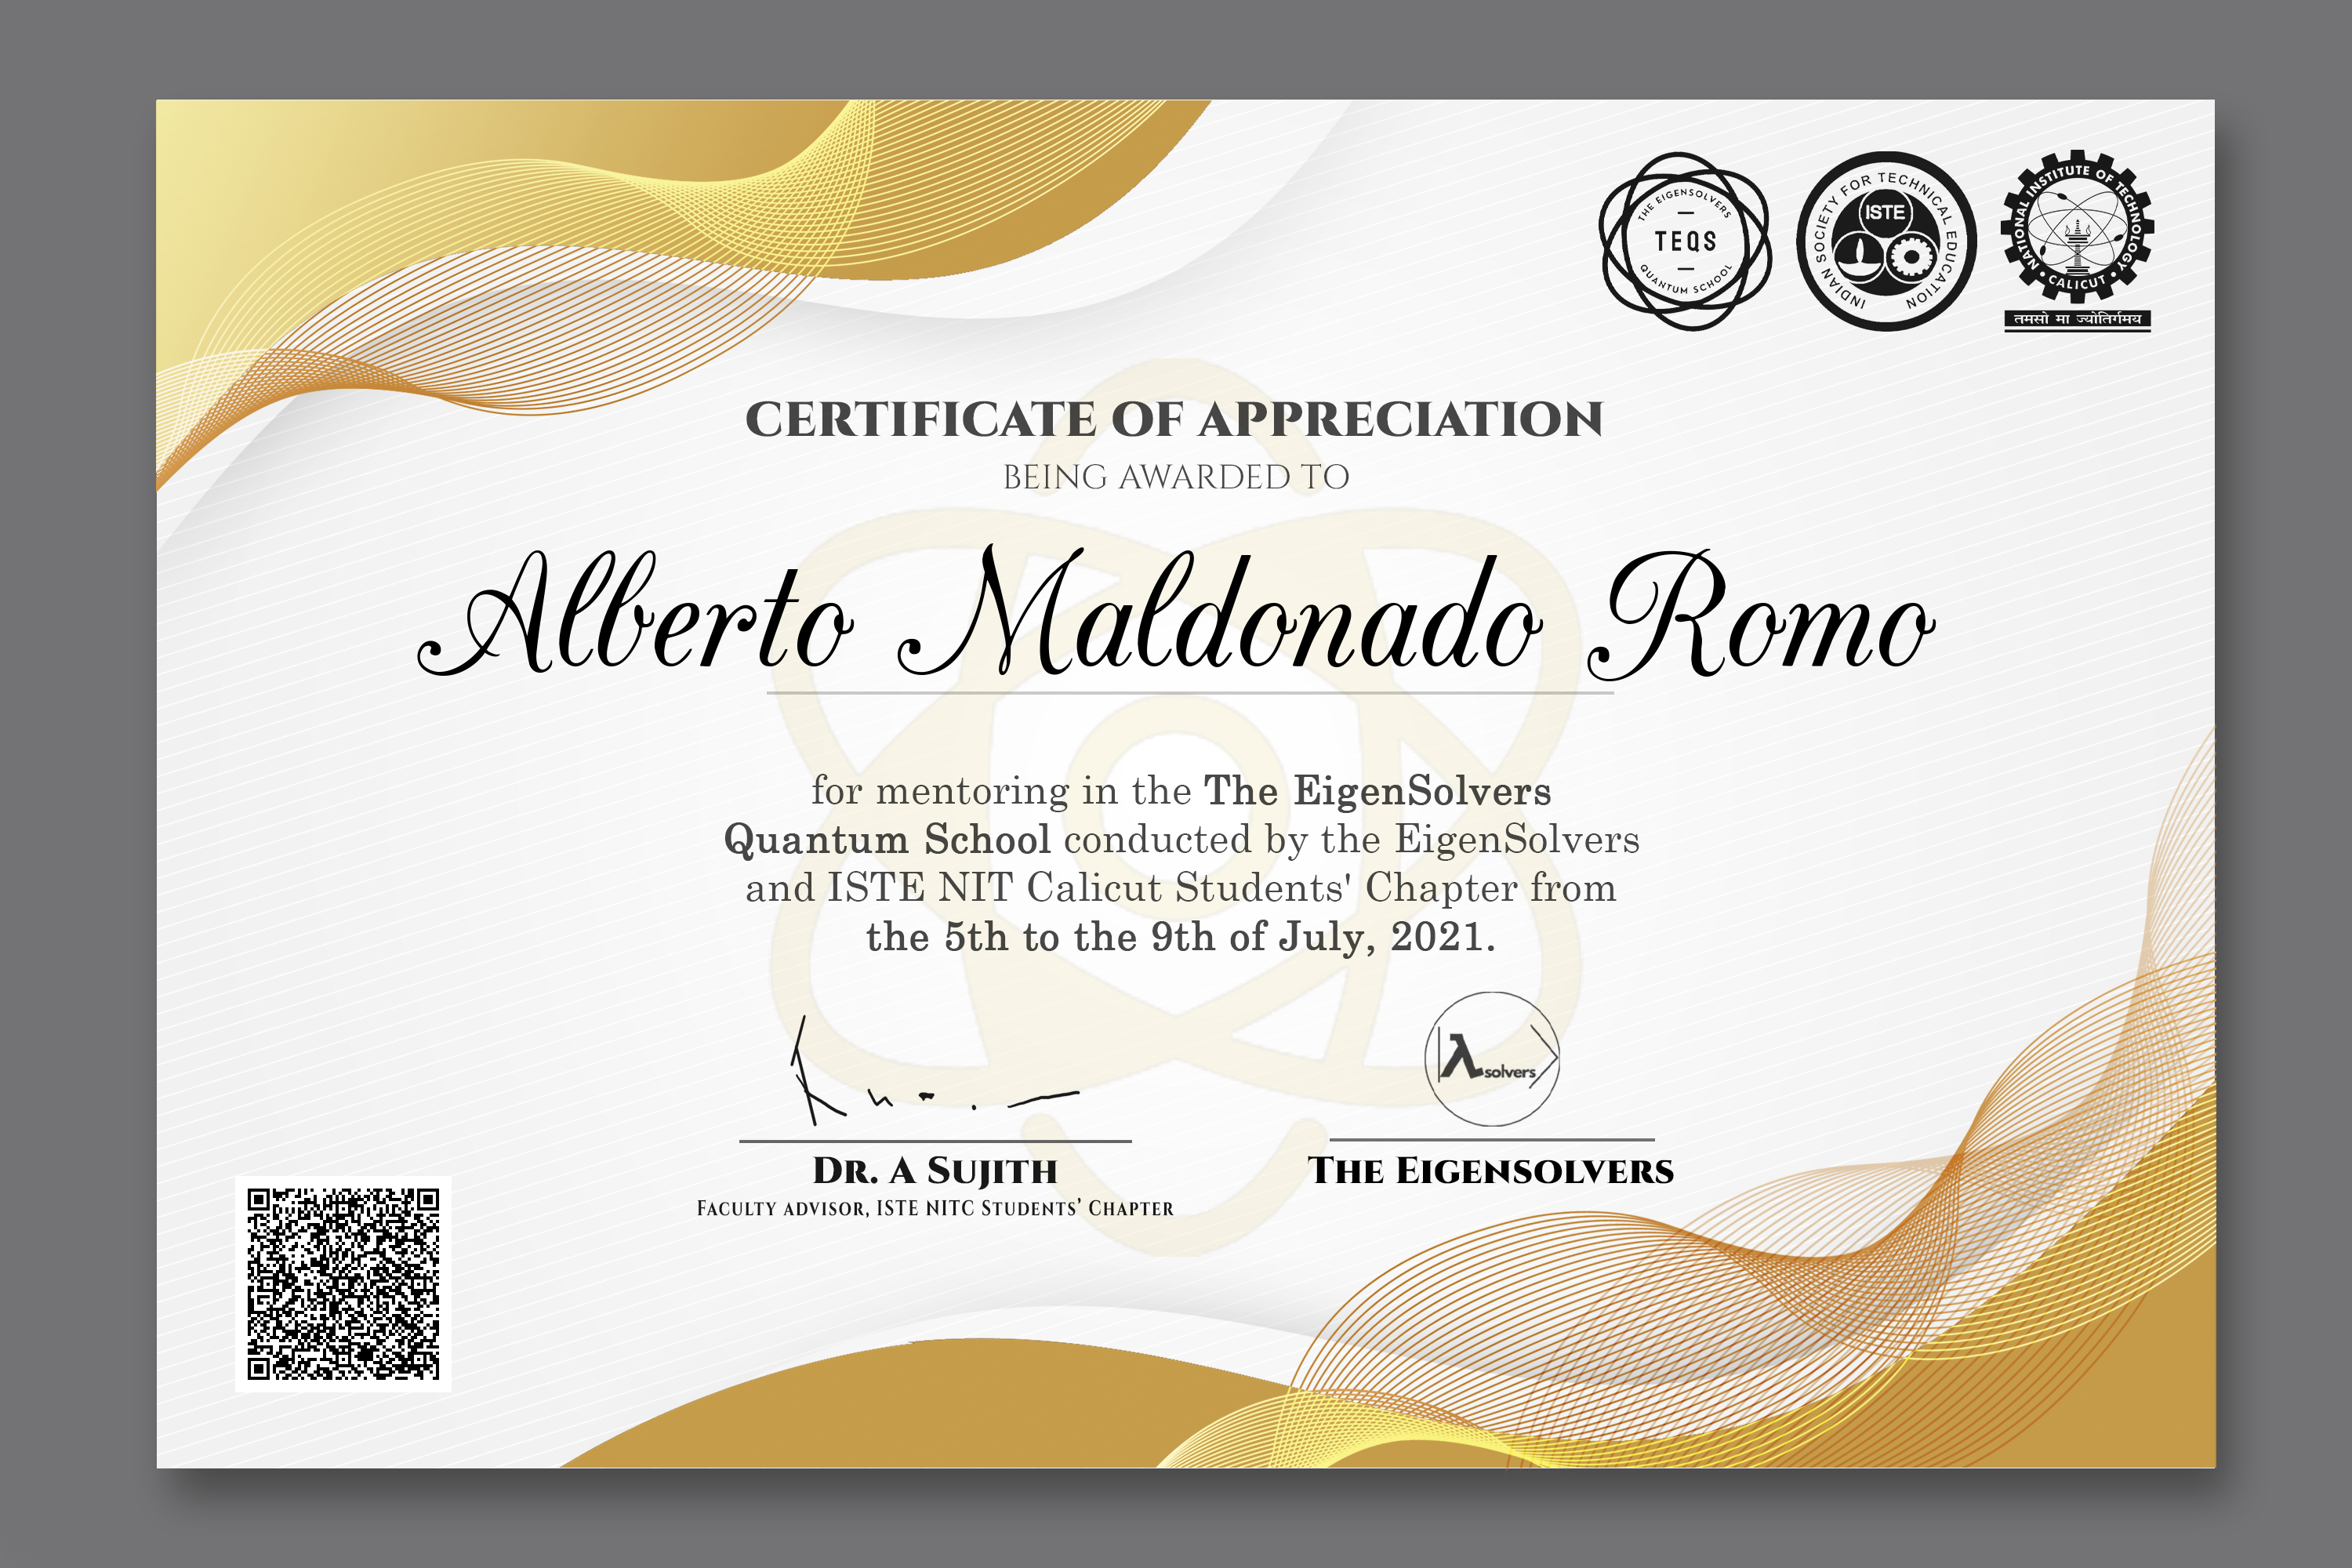 THE EIGENSOLVERS
TEQS
QUANTUM SCHOOL
INDIAN SOCIETY FOR TECHNICAL EDUCATION
ISTE
NATIONAL INSTITUTE OF TECHNOLOGY
• CALICUT •
तमसो मा ज्योतिर्गमय
CERTIFICATE OF APPRECIATION
BEING AWARDED TO
Alberto Maldonado Romo
for mentoring in the The EigenSolvers
Quantum School conducted by the EigenSolvers
and ISTE NIT Calicut Students' Chapter from
the 5th to the 9th of July, 2021.
|λsolvers⟩
DR. A SUJITH
FACULTY ADVISOR, ISTE NITC STUDENTS' CHAPTER
THE EIGENSOLVERS